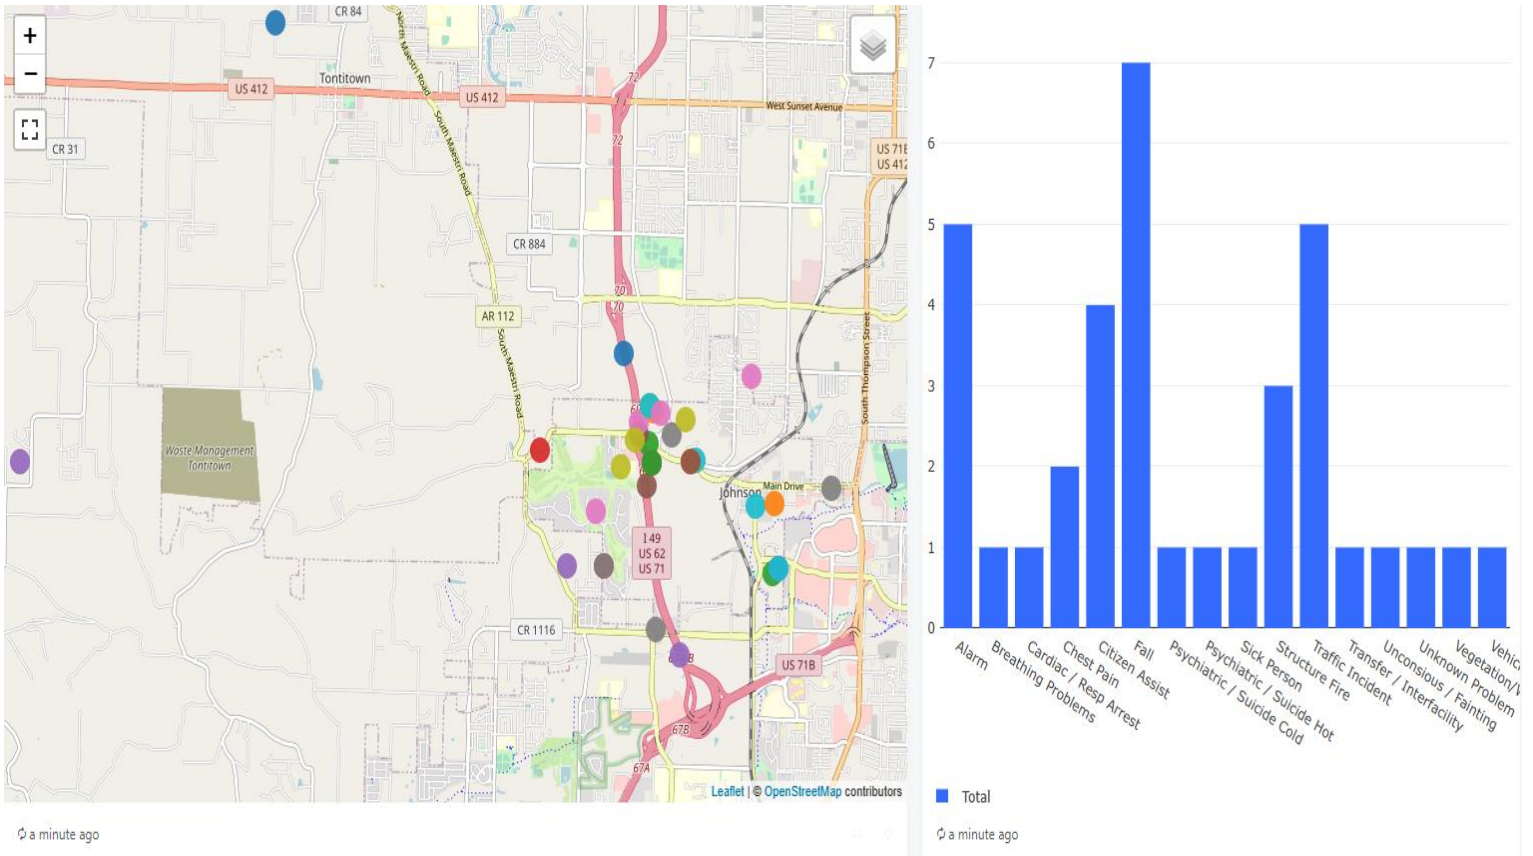 +
−
CR 84
North Maestri Road
Tontitown
72
US 412
US 412
West Sunset Avenue
CR 31
South Maestri Road
72
US 71B
US 412
CR 884
70
70
AR 112
South Maestri Road
South Thompson Street
Waste Management
Tontitown
Johnson
Main Drive
I 49
US 62
US 71
CR 1116
US 71B
67B
67A
Leaflet | © OpenStreetMap contributors
a minute ago
7
6
5
4
3
2
1
0
Alarm
Breathing Problems
Cardiac / Resp Arrest
Chest Pain
Citizen Assist
Fall
Psychiatric / Suicide Cold
Psychiatric / Suicide Hot
Sick Person
Structure Fire
Traffic Incident
Transfer / Interfacility
Unconsious / Fainting
Unknown Problem
Total
a minute ago